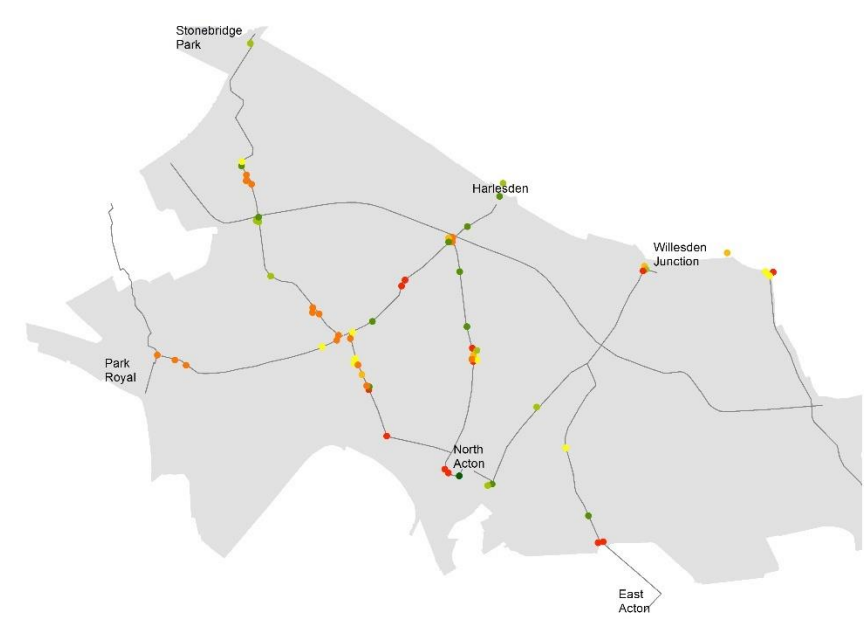 Stonebridge
Park
Harlesden
Willesden
Junction
Park
Royal
North
Acton
East
Acton